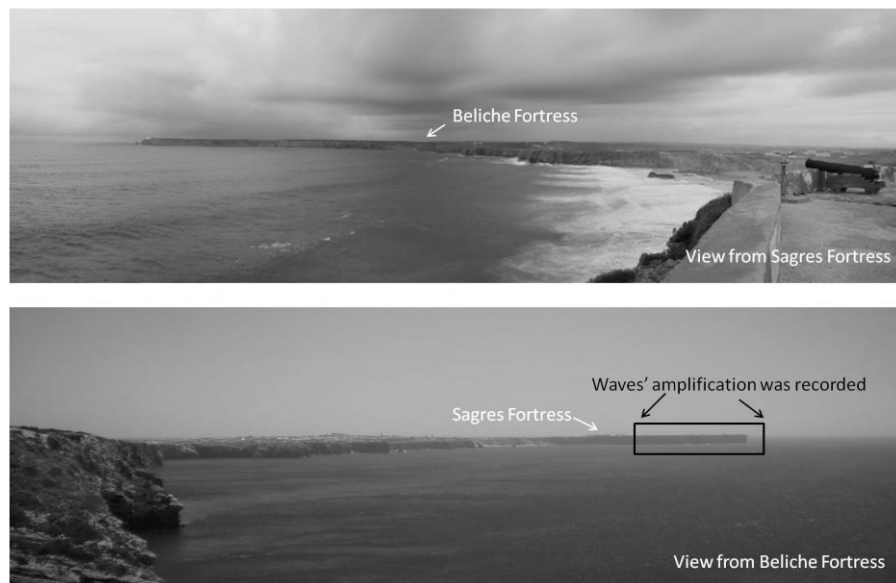 Beliche Fortress
View from Sagres Fortress
Waves’ amplification was recorded
Sagres Fortress
View from Beliche Fortress